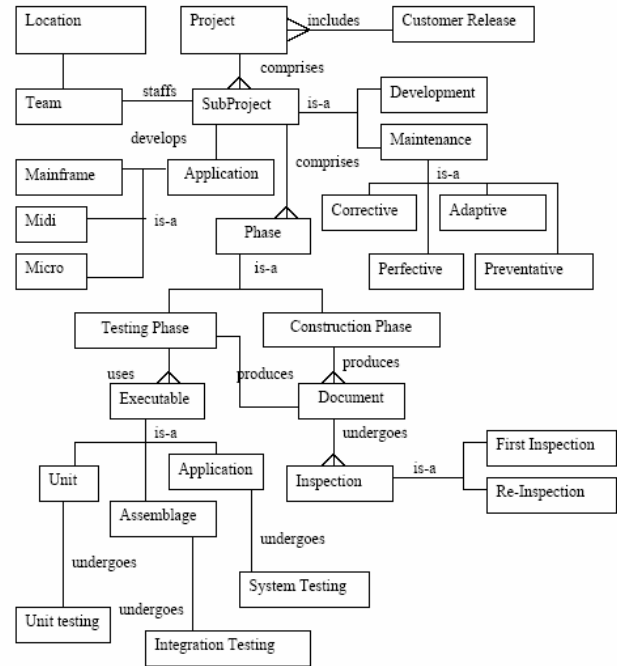 Location
Project
includes
Customer Release
comprises
Team
staffs
SubProject
is-a
Development
develops
comprises
Maintenance
Mainframe
Application
is-a
Corrective
Adaptive
Midi
is-a
Phase
Micro
is-a
Perfective
Preventative
Testing Phase
Construction Phase
uses
produces
produces
Executable
Document
is-a
undergoes
First Inspection
Unit
Application
Inspection
is-a
Re-Inspection
Assemblage
undergoes
undergoes
System Testing
Unit testing
undergoes
Integration Testing